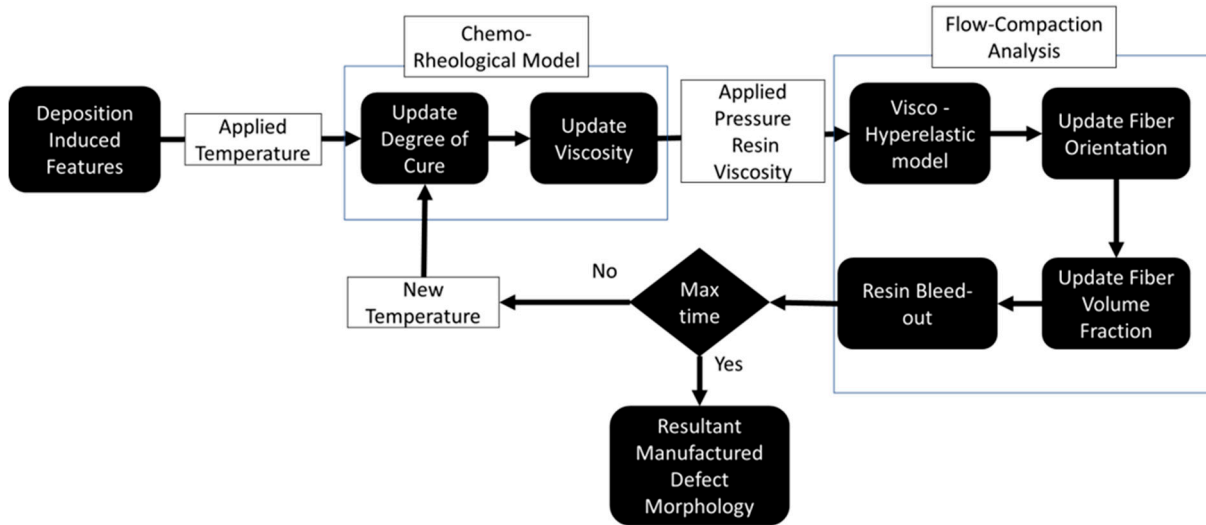 Chemo-
Rheological Model
Flow-Compaction
Analysis
Deposition
Induced
Features
Applied
Temperature
Update
Degree of
Cure
Update
Viscosity
Applied
Pressure
Resin
Viscosity
Visco -
Hyperelastic
model
Update Fiber
Orientation
Update Fiber
Volume
Fraction
Resin Bleed-
out
Max
time
No
New
Temperature
Yes
Resultant
Manufactured
Defect
Morphology